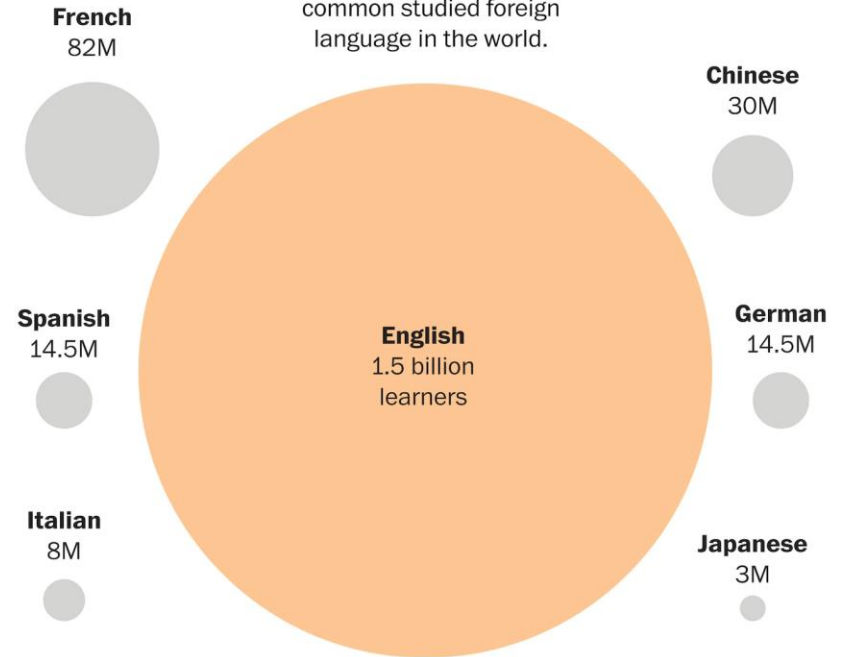 common studied foreign
language in the world.
French
82M
Chinese
30M
Spanish
14.5M
English
1.5 billion
learners
German
14.5M
Italian
8M
Japanese
3M